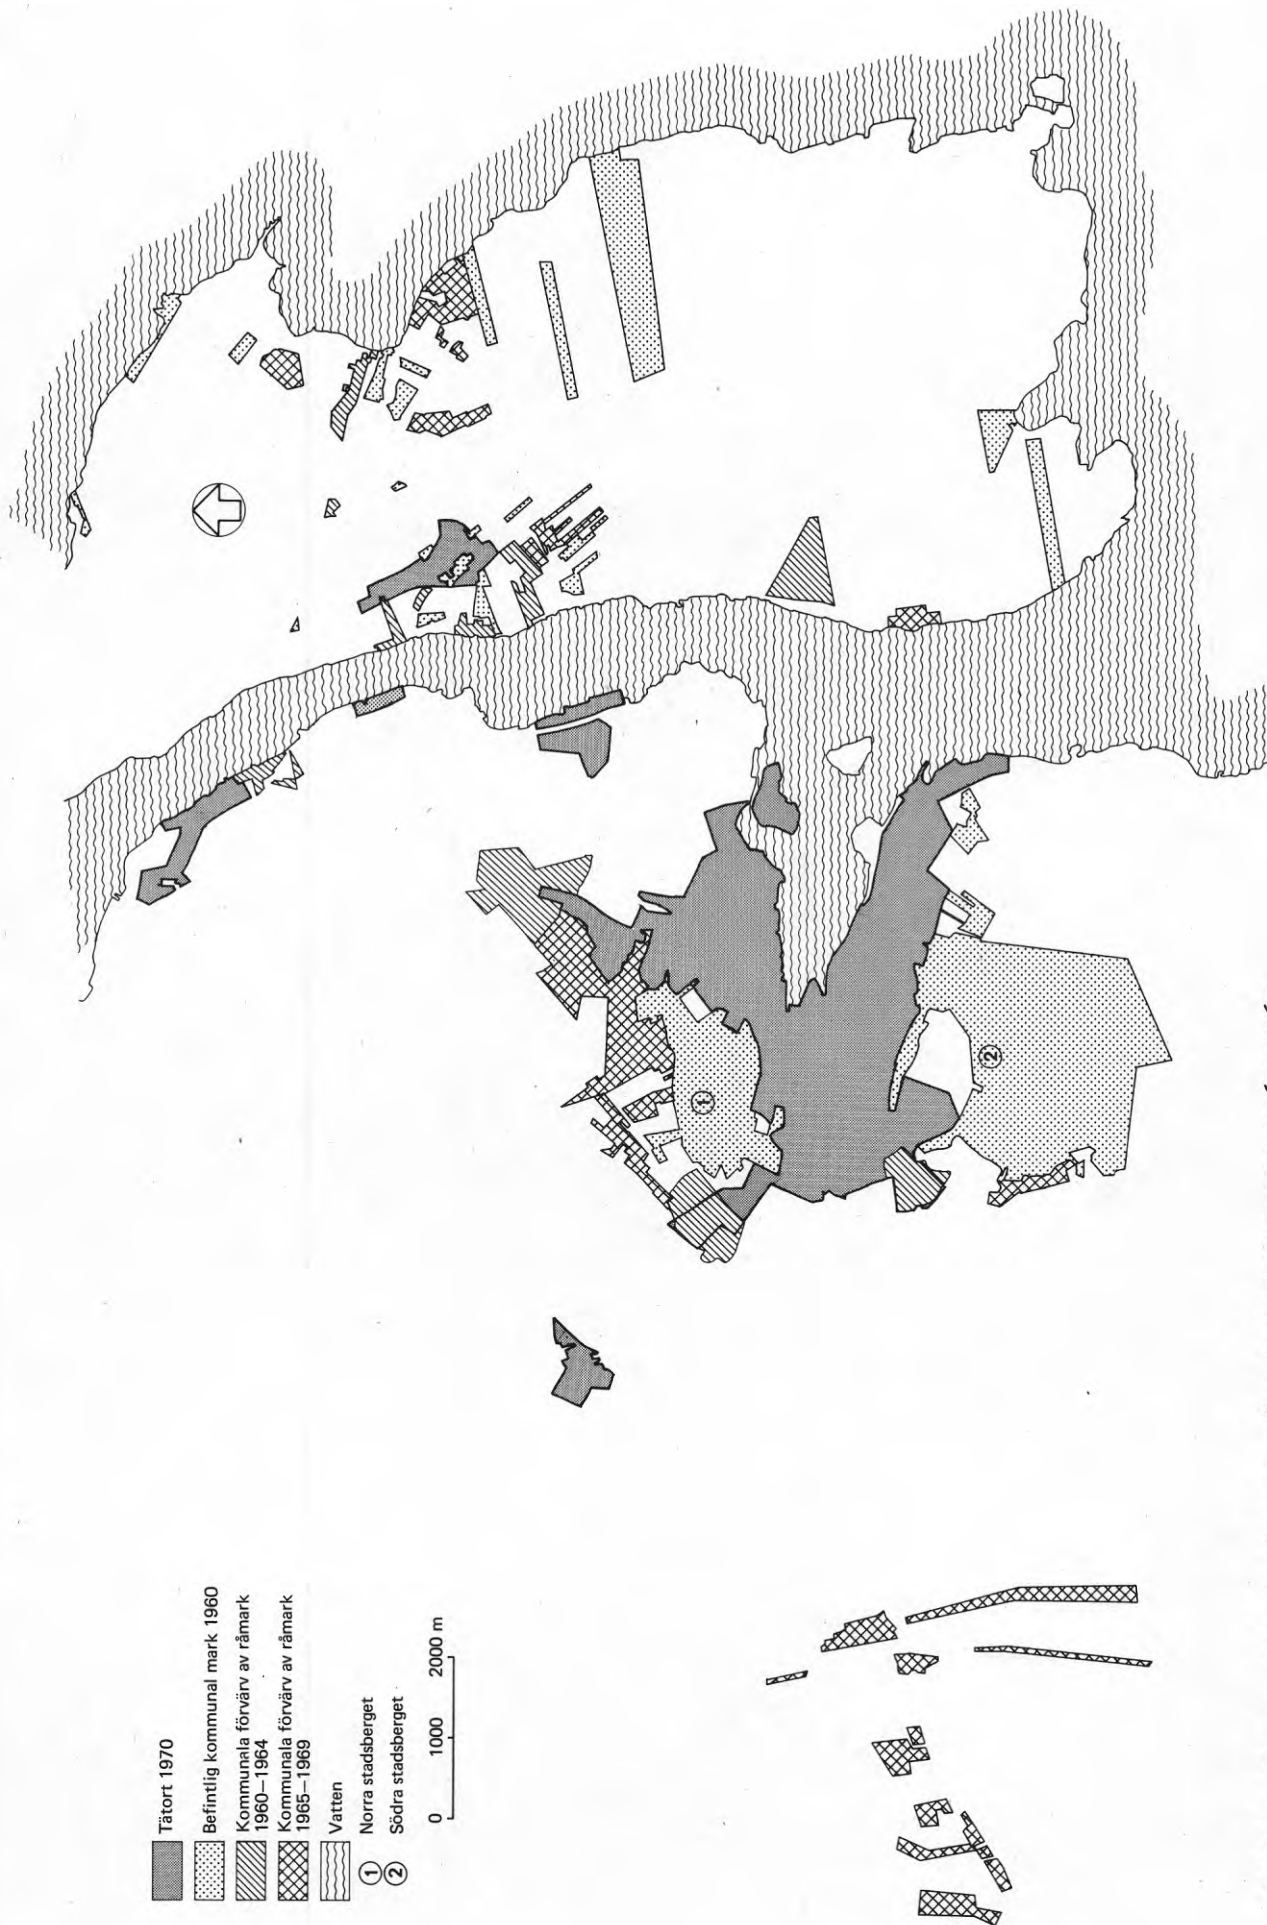 Tätort 1970
Befintlig kommunal mark 1960
Kommunala förvärv av råmark
1960–1964
Kommunala förvärv av råmark
1965–1969
Vatten
1 Norra stadsberget
2 Södra stadsberget
0 1000 2000 m
1
2